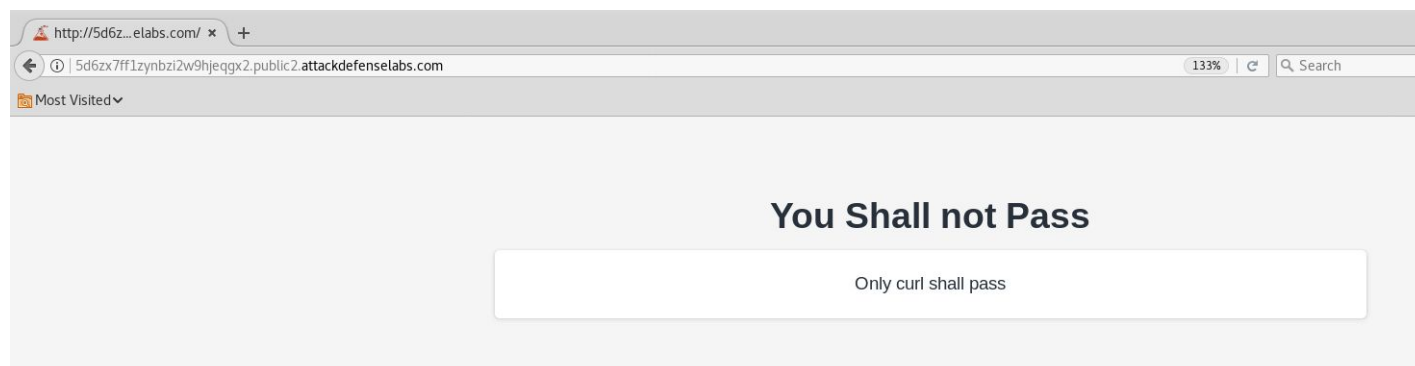 http://5d6z...elabs.com/ × +
5d6zx7ff1zynbzi2w9hjeqgx2.public2.attackdefenselabs.com 133% Search
Most Visited
You Shall not Pass
Only curl shall pass